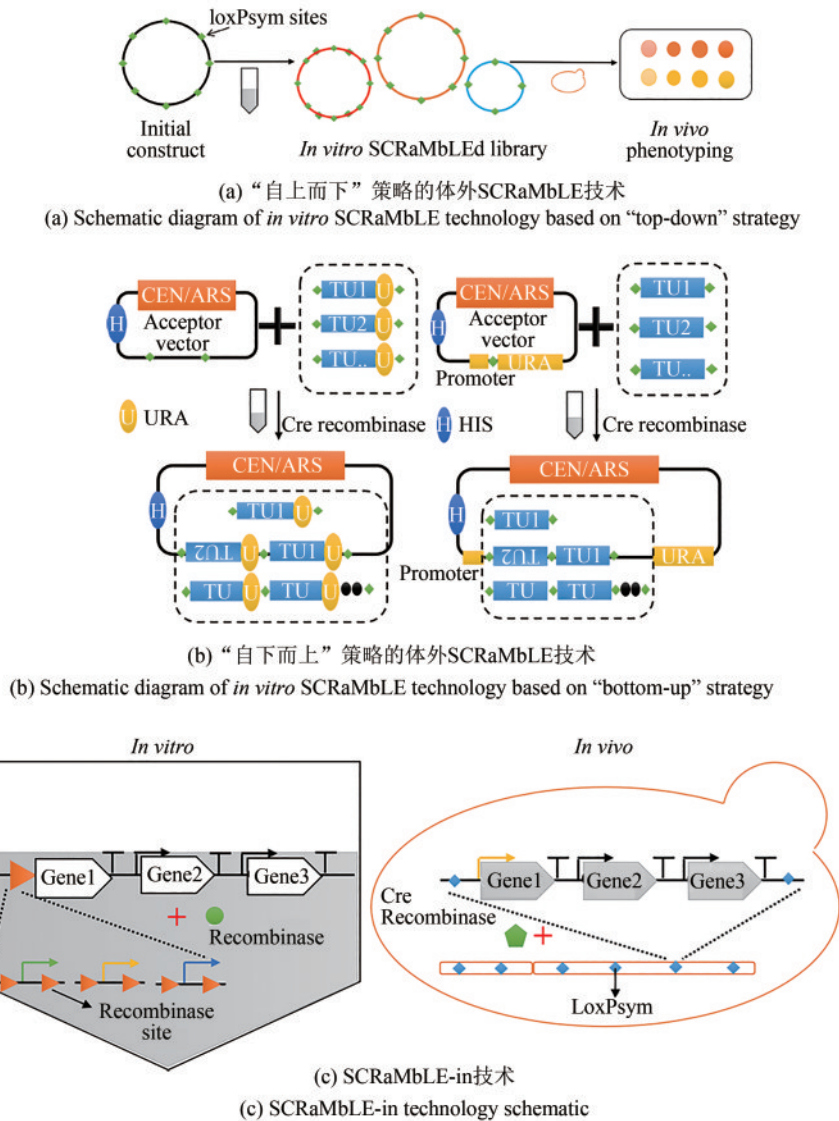 loxPsym sites
Initial
construct
In vitro SCRaMbLEd library
In vivo
phenotyping
(a)“自上而下”策略的体外SCRaMbLE技术
(a) Schematic diagram of in vitro SCRaMbLE technology based on “top-down” strategy
CEN/ARS
H
Acceptor
vector
TU1 U
TU2 U
TU.. U
CEN/ARS
H
Acceptor
vector
Promoter
URA
TU1
TU2
TU..
U URA
Cre recombinase
H HIS
Cre recombinase
CEN/ARS
H
TU1 U
TU2 U TU1 U
TU U TU U
CEN/ARS
H
TU1
Promoter
TU2 TU1
URA
TU TU
(b)“自下而上”策略的体外SCRaMbLE技术
(b) Schematic diagram of in vitro SCRaMbLE technology based on “bottom-up” strategy
In vitro
Gene1
Gene2
Gene3
+
Recombinase
Recombinase
site
In vivo
Gene1
Gene2
Gene3
Cre
Recombinase
+
LoxPsym
(c) SCRaMbLE-in技术
(c) SCRaMbLE-in technology schematic